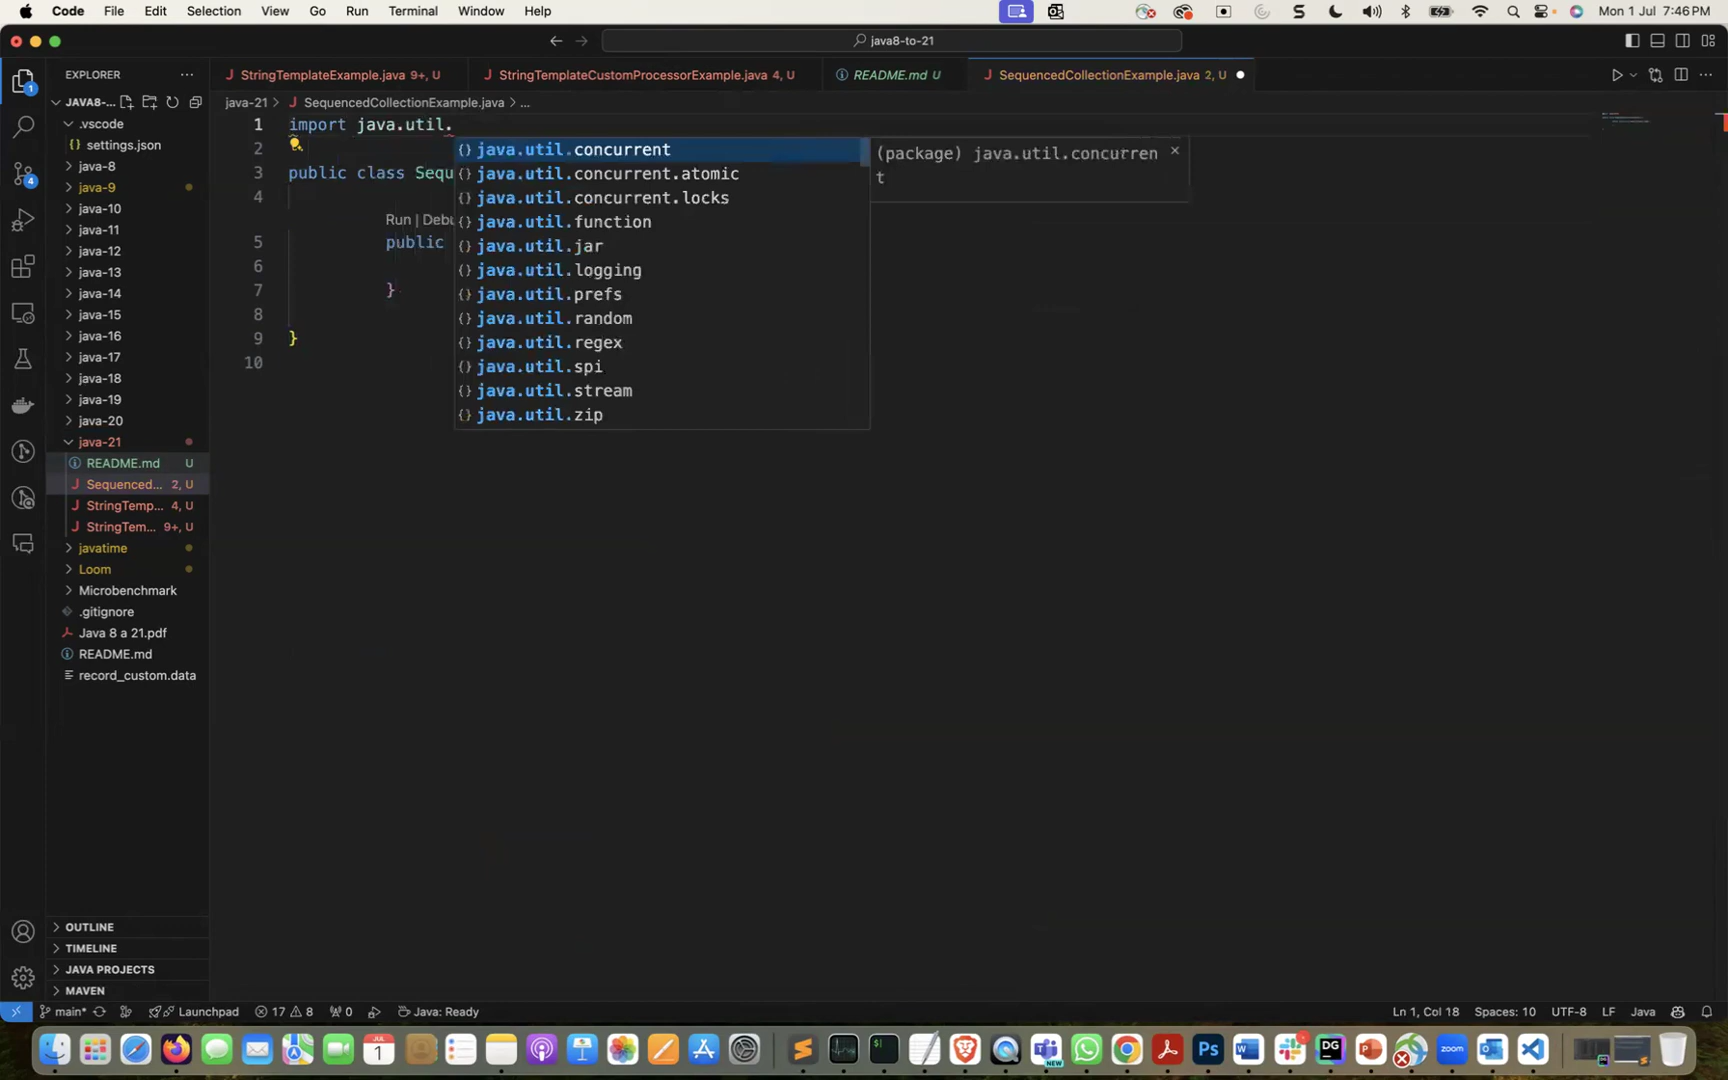 Code File Edit Selection View Go Run Terminal Window Help Mon 1 Jul 7:46 PM
java8-to-21
EXPLORER
StringTemplateExample.java 9+, U
StringTemplateCustomProcessorExample.java 4, U
README.md U
SequencedCollectionExample.java 2, U
JAVA8-...
java-21 > SequencedCollectionExample.java > ...
.vscode
settings.json
java-8
java-9
java-10
java-11
java-12
java-13
java-14
java-15
java-16
java-17
java-18
java-19
java-20
java-21
README.md U
Sequenced... 2, U
StringTemp... 4, U
StringTem... 9+, U
javatime
Loom
Microbenchmark
.gitignore
Java 8 a 21.pdf
README.md
record_custom.data
OUTLINE
TIMELINE
JAVA PROJECTS
MAVEN
1 import java.util.
2
3 public class Sequ
4
Run | Debu
5 public
6
7 }
8
9 }
10
java.util.concurrent
java.util.concurrent.atomic
java.util.concurrent.locks
java.util.function
java.util.jar
java.util.logging
java.util.prefs
java.util.random
java.util.regex
java.util.spi
java.util.stream
java.util.zip
(package) java.util.concurren
t
main* Launchpad 17 8 0 Java: Ready Ln 1, Col 18 Spaces: 10 UTF-8 LF Java